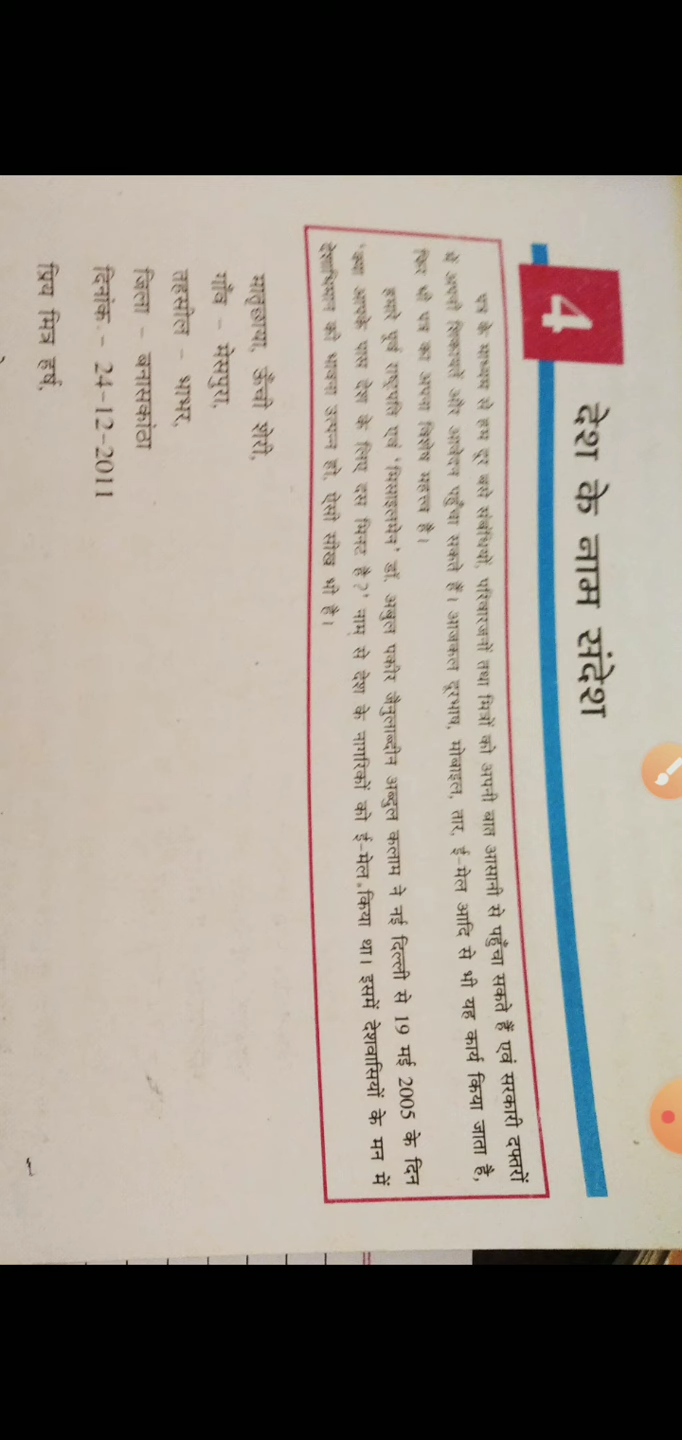 4
देश के नाम संदेश
पत्र के माध्यम से हम दूर बसे संबंधियों, परिवारजनों तथा मित्रों को अपनी बात आसानी से पहुँचा सकते हैं एवं सरकारी दफ्तरों
में अपनी शिकायतें और आवेदन पहुँचा सकते हैं। आजकल दूरभाष, मोबाइल, तार, ई-मेल आदि से भी यह कार्य किया जाता है,
फिर भी पत्र का अपना विशेष महत्त्व है।
हमारे पूर्व राष्ट्रपति एवं 'मिसाइलमेन' डॉ. अबुल पकीर जैनुलाब्दीन अब्दुल कलाम ने नई दिल्ली से 19 मई 2005 के दिन
'क्या आपके पास देश के लिए दस मिनट है?' नाम से देश के नागरिकों को ई-मेल किया था। इसमें देशवासियों के मन में
देशाभिमान की भावना उत्पन्न हो, ऐसी सीख भी है।
मातृछाया, ऊँची शेरी,
गाँव - मेसपुरा,
तहसील - भाभर,
जिला - बनासकांठा
दिनांक - 24-12-2011
प्रिय मित्र हर्ष,